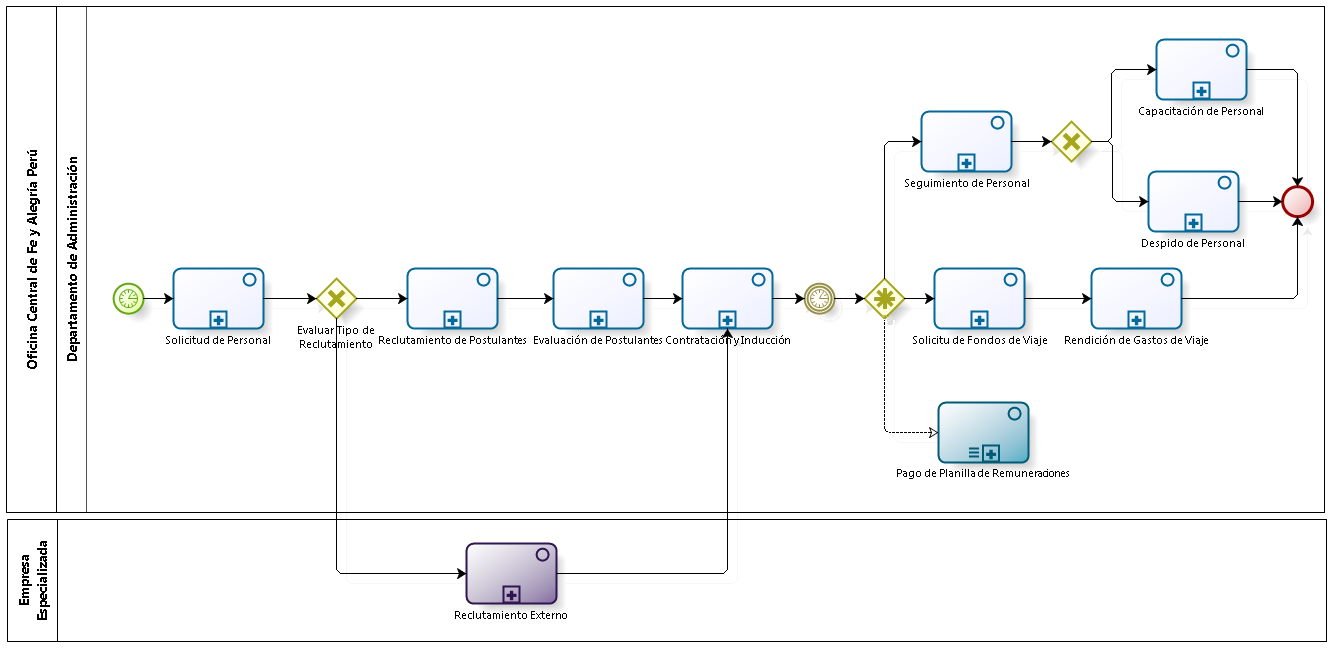 Oficina Central de Fe y Alegría Perú
Departamento de Administración
Capacitación de Personal
Seguimiento de Personal
Despido de Personal
Solicitud de Personal
Evaluar Tipo de
Reclutamiento
Reclutamiento de Postulantes
Evaluación de Postulantes
Contratación y Inducción
Solicitu de Fondos de Viaje
Rendición de Gastos de Viaje
Pago de Planilla de Remuneraciones
Empresa
Especializada
Reclutamiento Externo